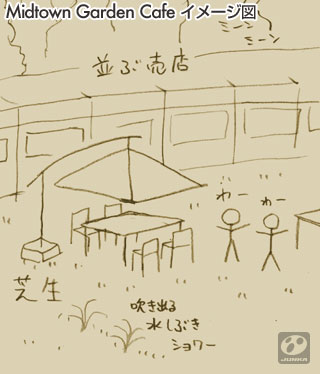 Midtown Garden Cafe イメージ図
ミーン
ミーン
並ぶ売店
わー
わー
芝生
吹き出る
水しぶき
ショワー
JUNKA